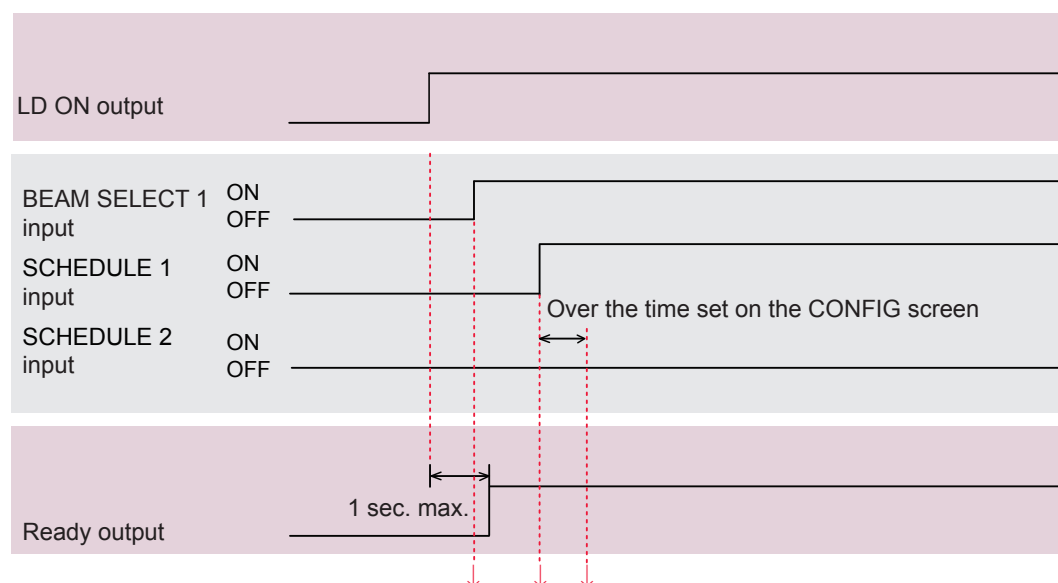 LD ON output
BEAM SELECT 1
input
ON
OFF
SCHEDULE 1
input
ON
OFF
Over the time set on the CONFIG screen
SCHEDULE 2
input
ON
OFF
1 sec. max.
Ready output